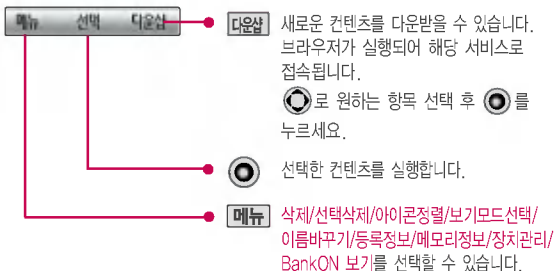 메뉴 선택 다운샵
다운샵 새로운 컨텐츠를 다운받을 수 있습니다.
브라우저가 실행되어 해당 서비스로
접속됩니다.
로 원하는 항목 선택 후 를
누르세요.
선택한 컨텐츠를 실행합니다.
메뉴 삭제/선택삭제/아이콘정렬/보기모드선택/
이름바꾸기/등록정보/메모리정보/장치관리/
BankON 보기를 선택할 수 있습니다.